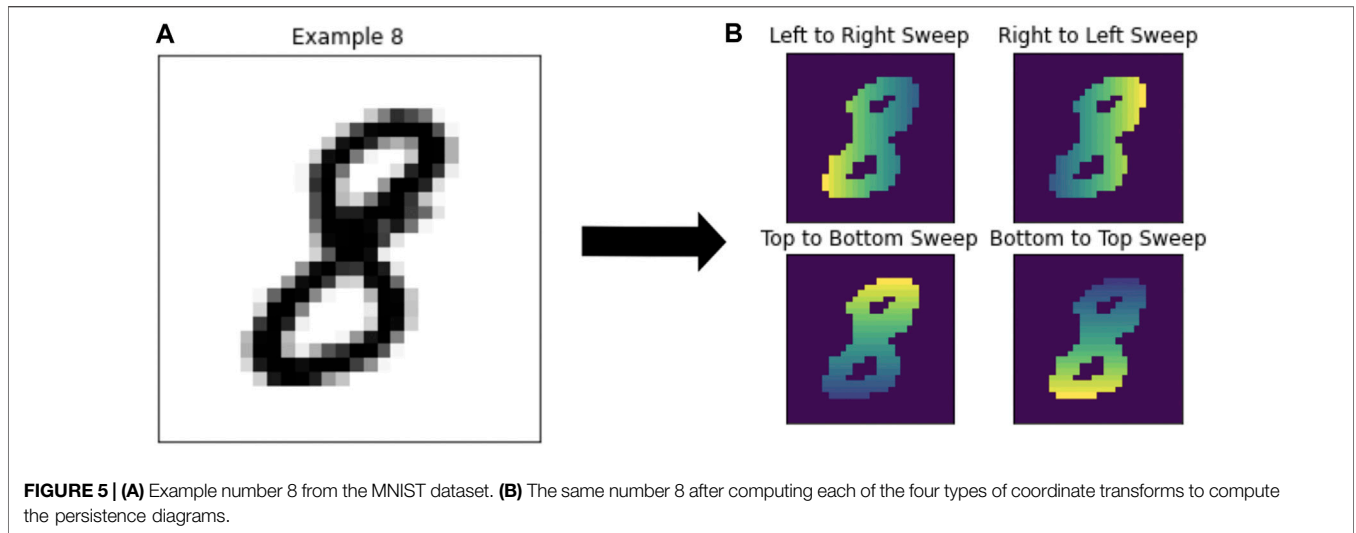 A
Example 8
B
Left to Right Sweep
Right to Left Sweep
Top to Bottom Sweep
Bottom to Top Sweep
FIGURE 5 | (A) Example number 8 from the MNIST dataset. (B) The same number 8 after computing each of the four types of coordinate transforms to compute
the persistence diagrams.